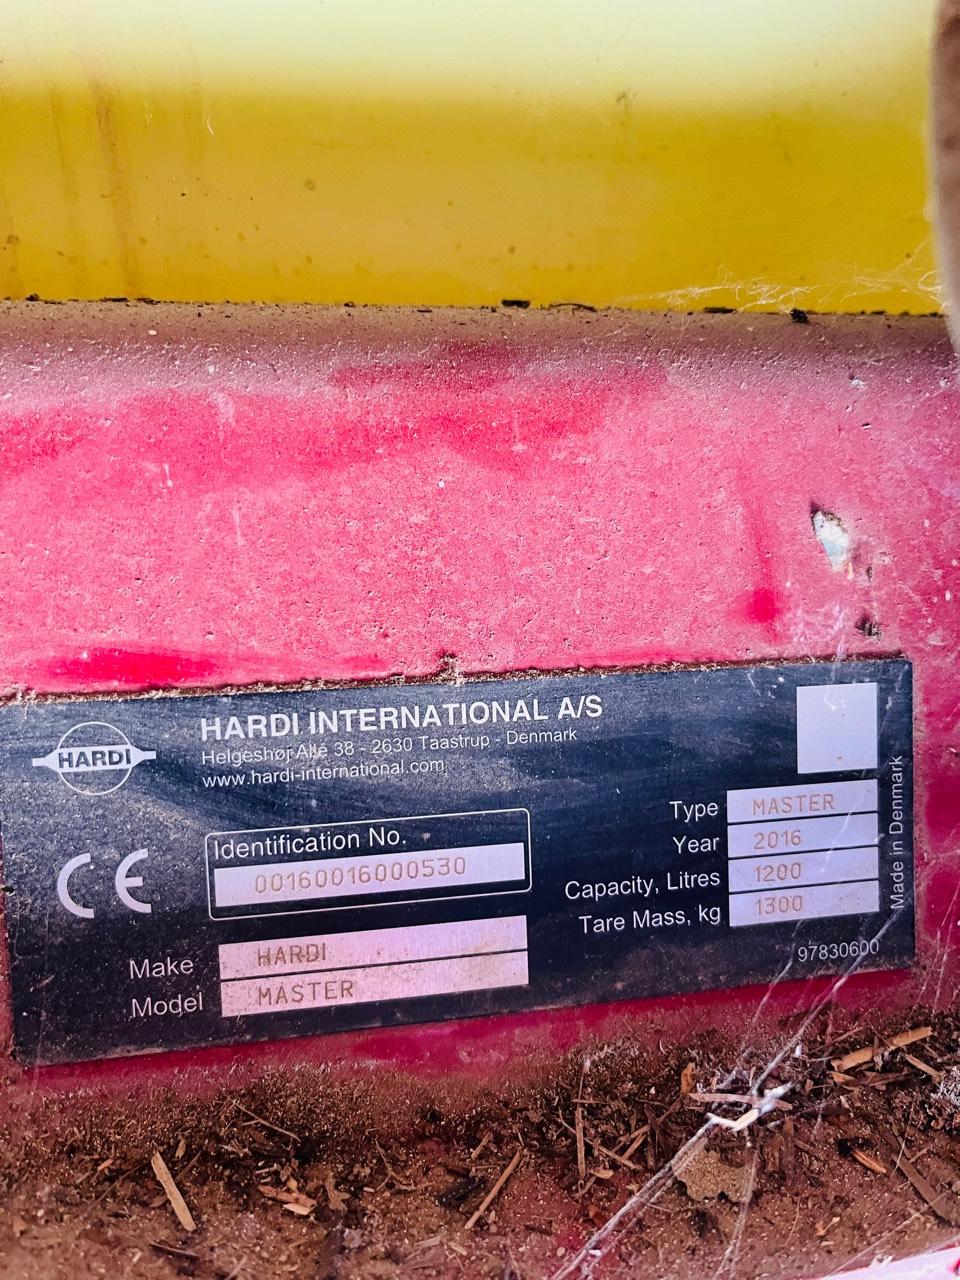 HARDI
HARDI INTERNATIONAL A/S
Helgeshøj Allé 38 - 2630 Taastrup - Denmark
www.hardi-international.com
CE
Identification No.
00160016000530
Make HARDI
Model MASTER
Type MASTER
Year 2016
Capacity, Litres 1200
Tare Mass, kg 1300
97830600
Made in Denmark